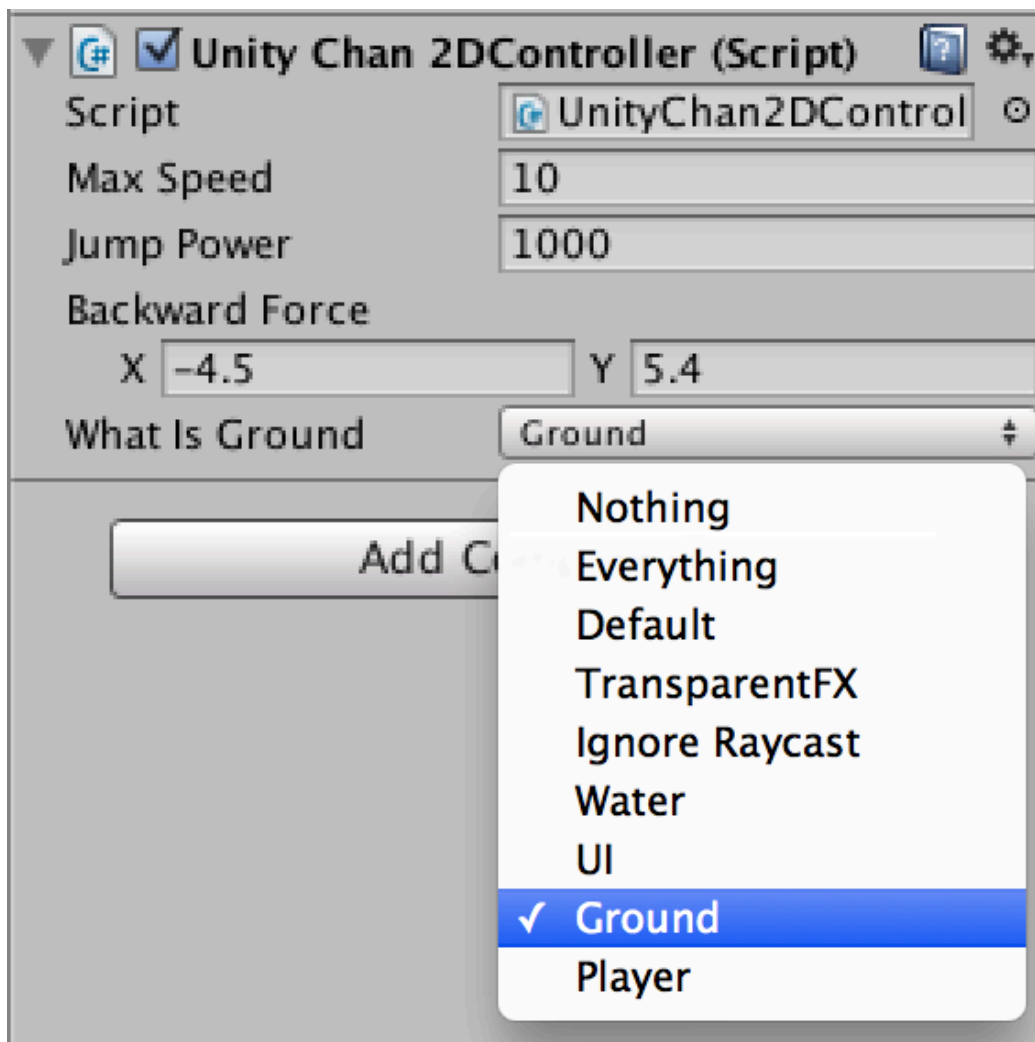 Unity Chan 2DController (Script)
Script UnityChan2DControl
Max Speed 10
Jump Power 1000
Backward Force
X -4.5 Y 5.4
What Is Ground Ground
Nothing
Add
Everything
Default
TransparentFX
Ignore Raycast
Water
UI
✓ Ground
Player